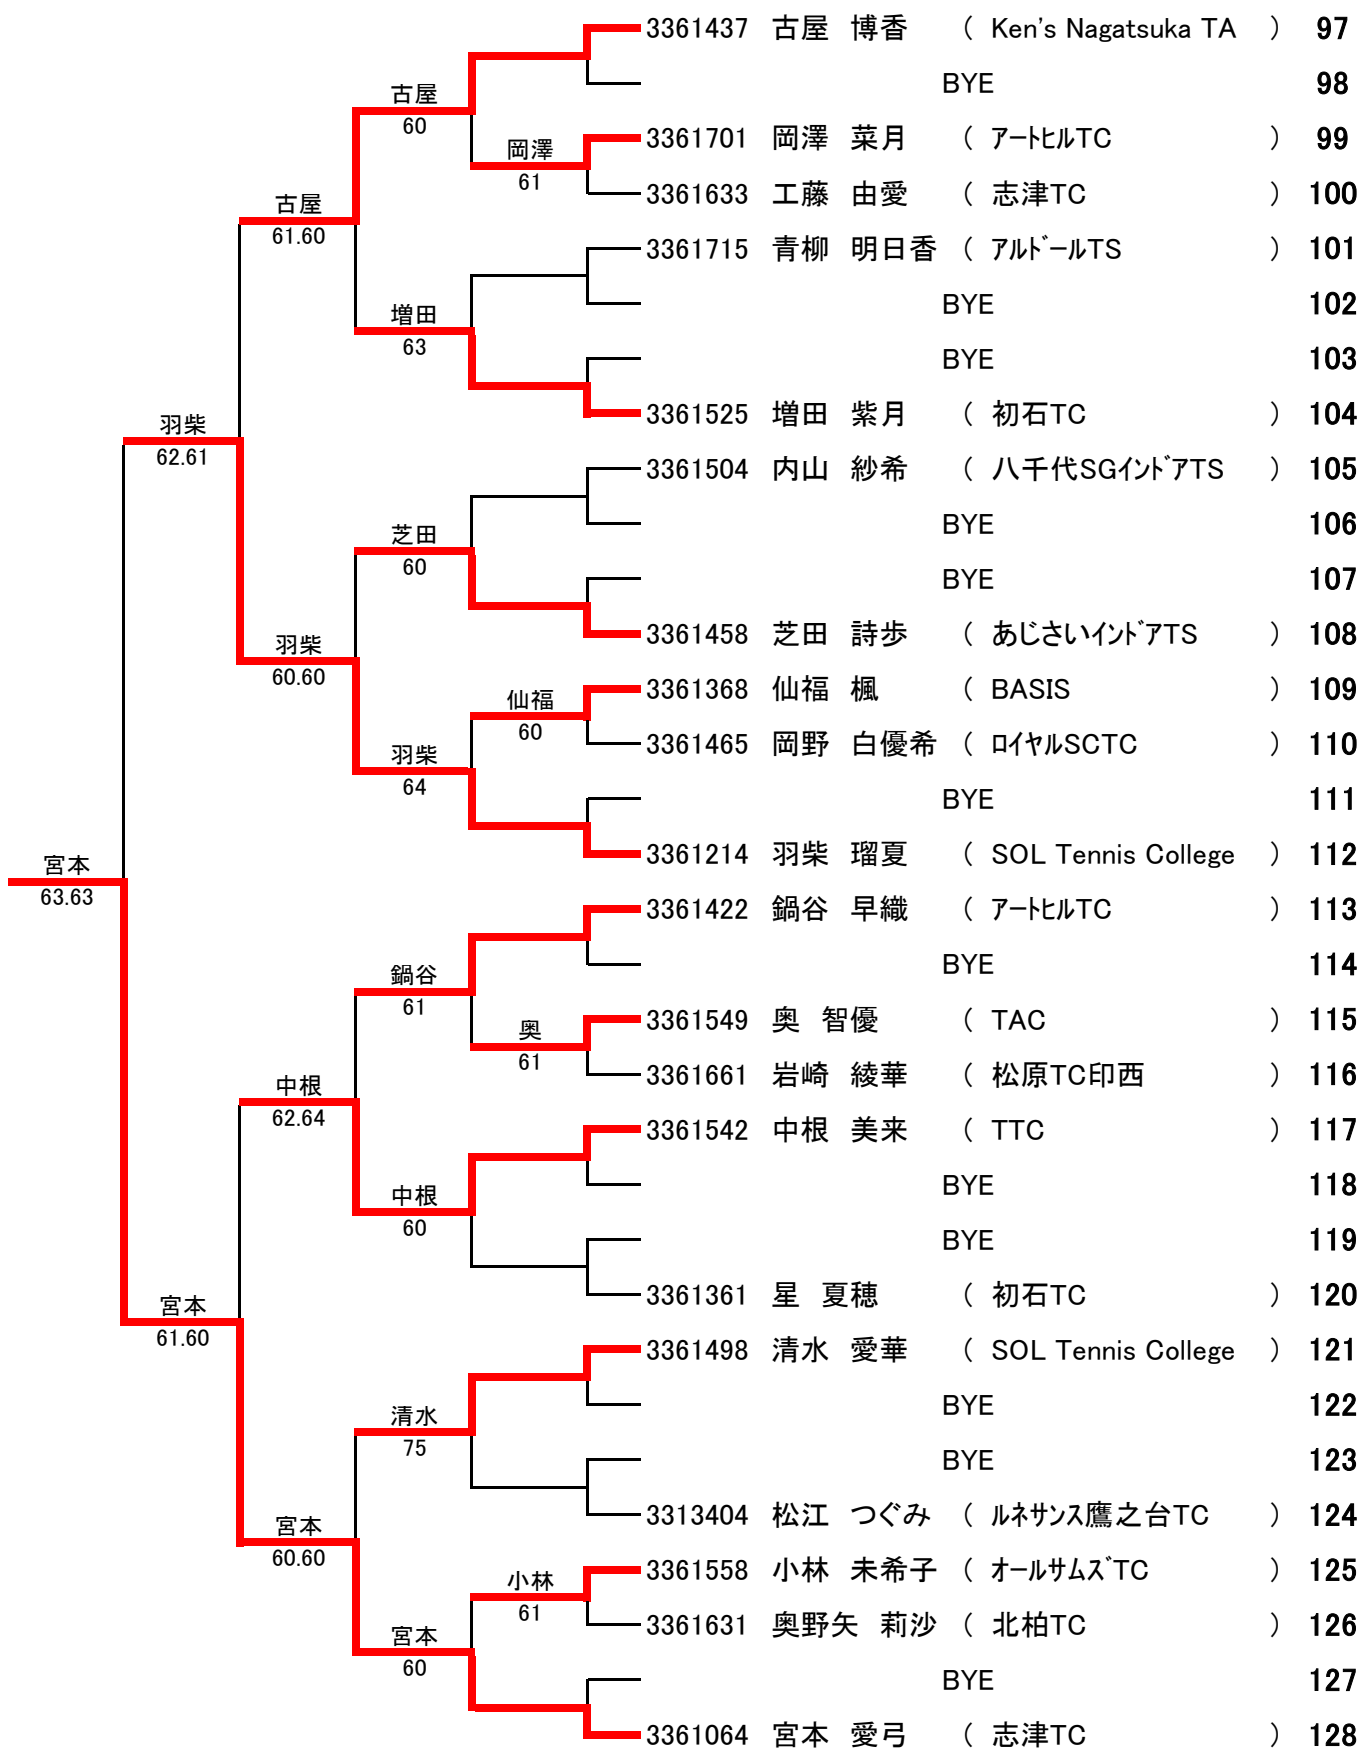 3361437 古屋 博香 ( Ken's Nagatsuka TA ) 97
BYE 98
古屋
60
3361701 岡澤 菜月 ( アートヒルTC ) 99
岡澤
61
3361633 工藤 由愛 ( 志津TC ) 100
古屋
61.60
3361715 青柳 明日香 ( アルドールTS ) 101
BYE 102
増田
63
BYE 103
3361525 増田 紫月 ( 初石TC ) 104
羽柴
62.61
3361504 内山 紗希 ( 八千代SGインドアTS ) 105
BYE 106
芝田
60
BYE 107
3361458 芝田 詩歩 ( あじさいインドアTS ) 108
羽柴
60.60
3361368 仙福 楓 ( BASIS ) 109
仙福
60
3361465 岡野 白優希 ( ロイヤルSCTC ) 110
羽柴
64
BYE 111
3361214 羽柴 瑠夏 ( SOL Tennis College ) 112
宮本
63.63
3361422 鍋谷 早織 ( アートヒルTC ) 113
BYE 114
鍋谷
61
3361549 奥 智優 ( TAC ) 115
奥
61
3361661 岩崎 綾華 ( 松原TC印西 ) 116
中根
62.64
3361542 中根 美来 ( TTC ) 117
BYE 118
中根
60
BYE 119
3361361 星 夏穂 ( 初石TC ) 120
宮本
61.60
3361498 清水 愛華 ( SOL Tennis College ) 121
BYE 122
清水
75
BYE 123
3313404 松江 つぐみ ( ルネサンス鷹之台TC ) 124
宮本
60.60
3361558 小林 未希子 ( オールサムズTC ) 125
小林
61
3361631 奥野矢 莉沙 ( 北柏TC ) 126
宮本
60
BYE 127
3361064 宮本 愛弓 ( 志津TC ) 128